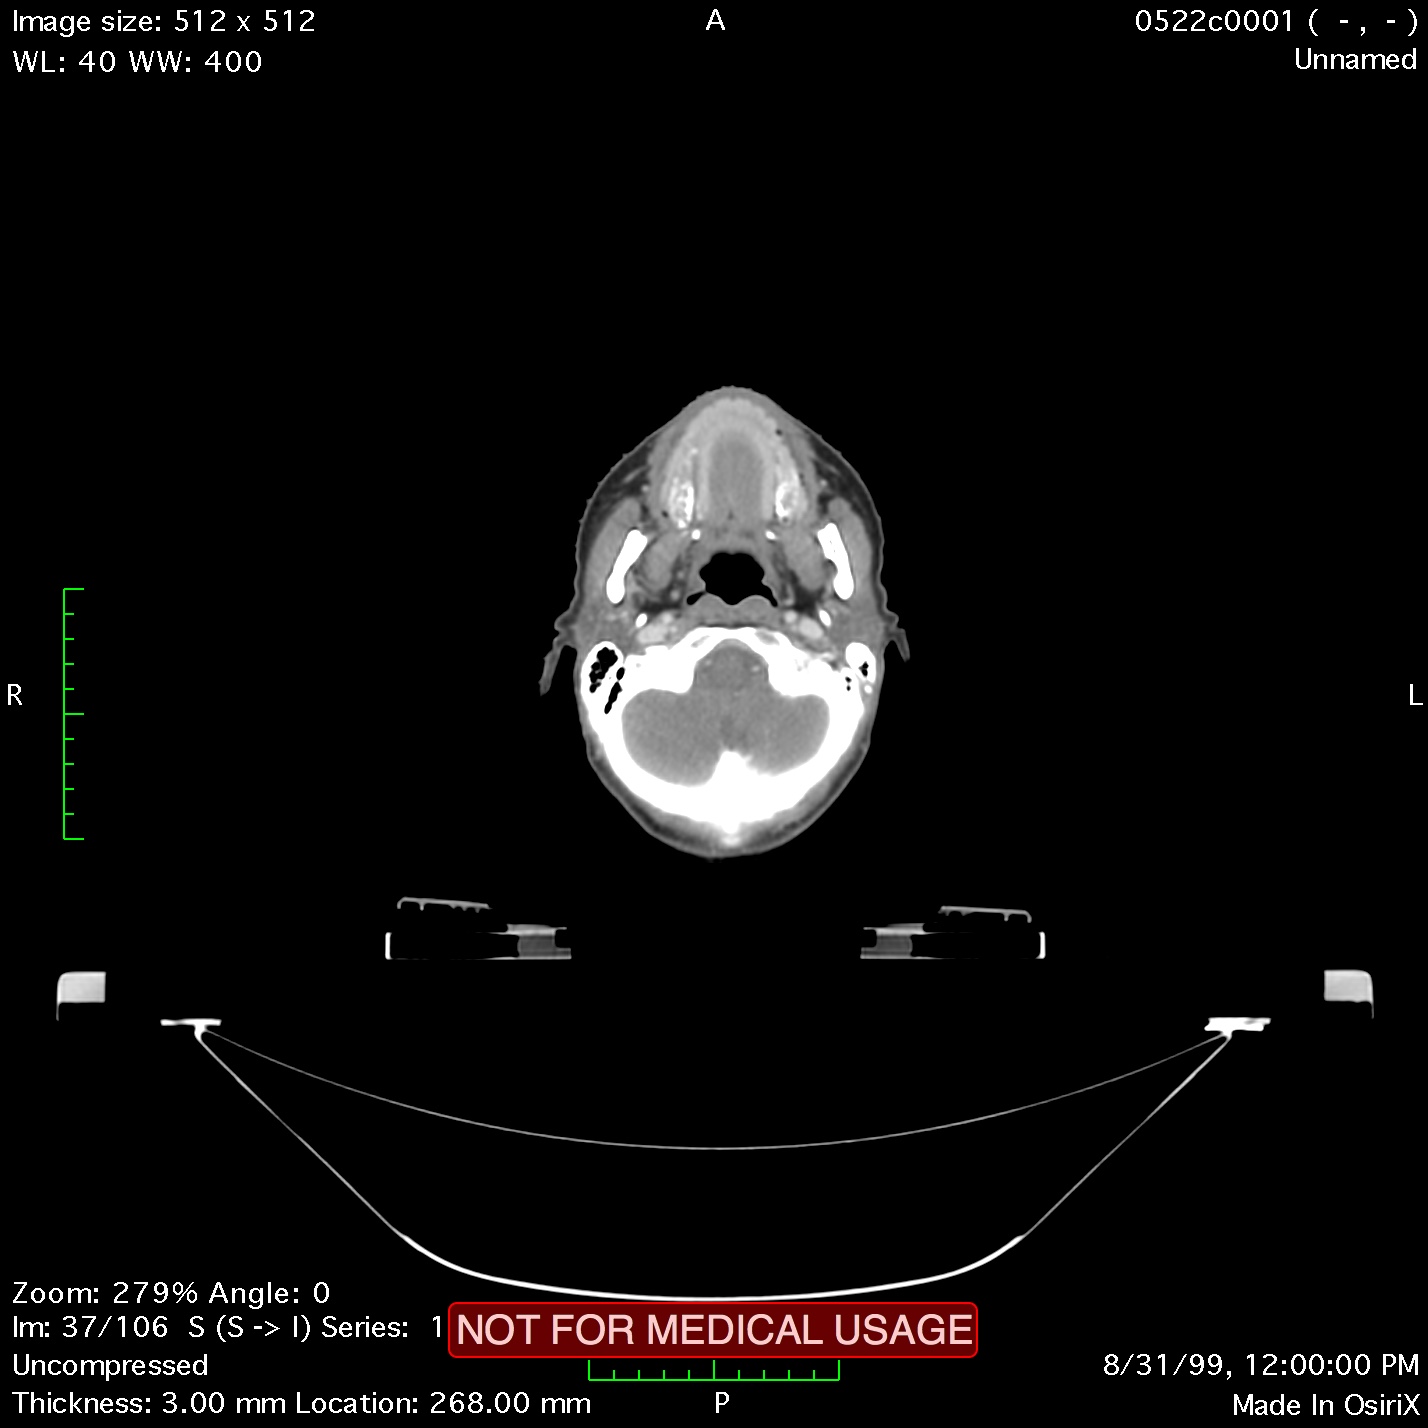 Image size: 512 x 512
WL: 40 WW: 400
A
0522c0001 ( -, -)
Unnamed
R
L
Zoom: 279% Angle: 0
Im: 37/106 S (S -> I) Series: 1
Uncompressed
Thickness: 3.00 mm Location: 268.00 mm
NOT FOR MEDICAL USAGE
P
8/31/99, 12:00:00 PM
Made In OsiriX